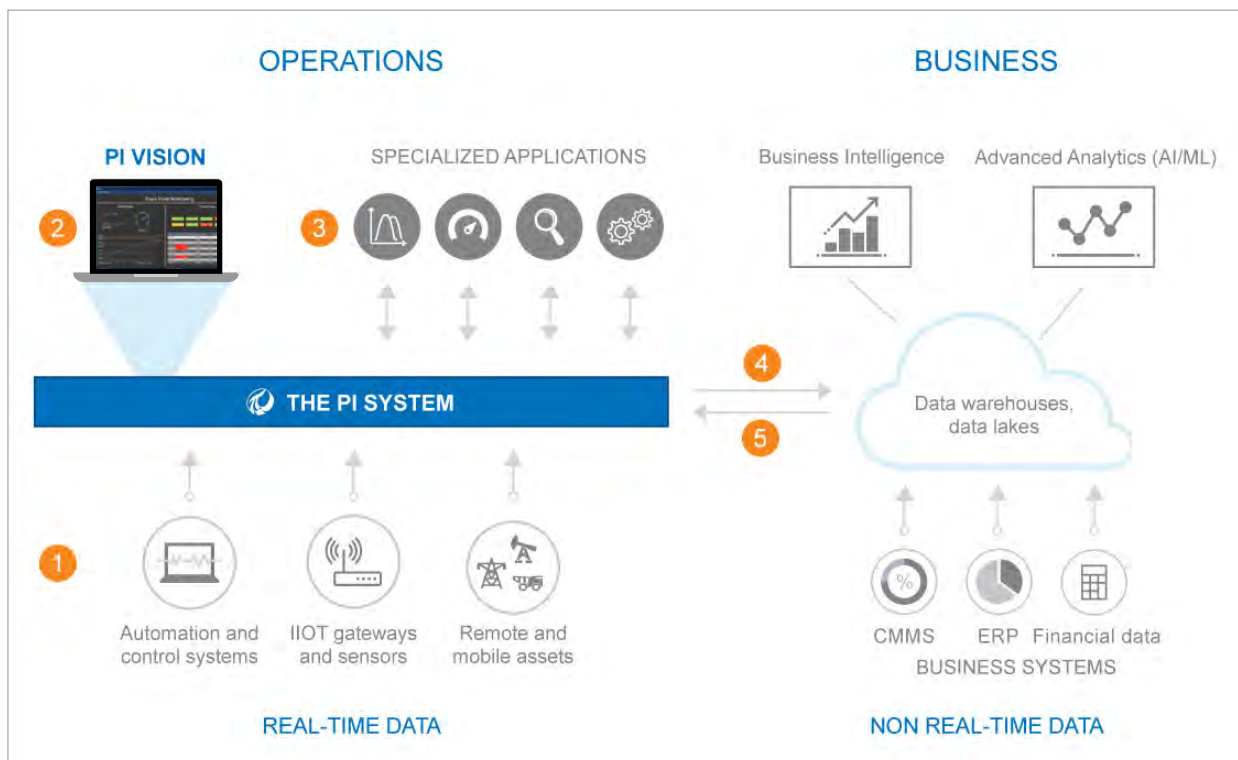 OPERATIONS
BUSINESS
PI VISION
SPECIALIZED APPLICATIONS
Business Intelligence
Advanced Analytics (AI/ML)
2
3
4
THE PI SYSTEM
Data warehouses,
data lakes
5
1
%
Automation and
control systems
IIOT gateways
and sensors
Remote and
mobile assets
CMMS
ERP
Financial data
BUSINESS SYSTEMS
REAL-TIME DATA
NON REAL-TIME DATA